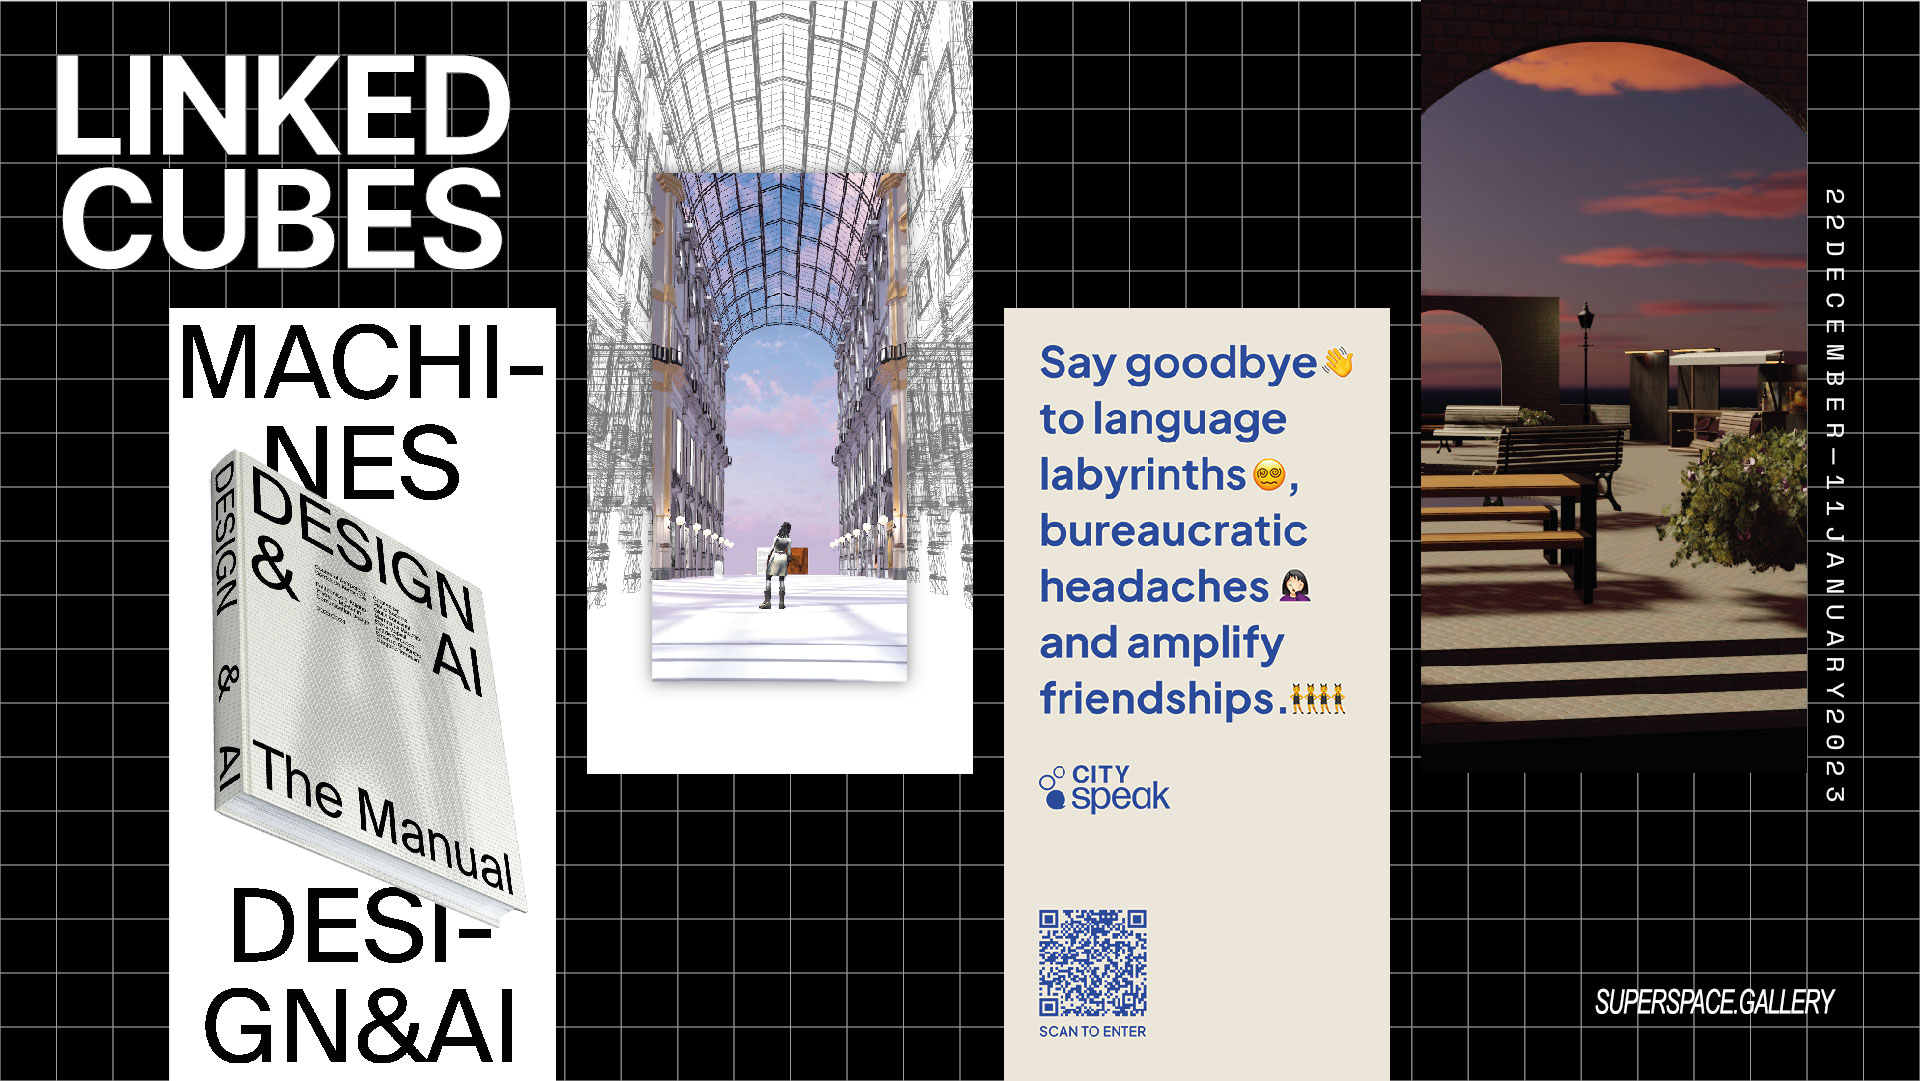 LINKED
CUBES
MACHI-
NES
DESIGN & AI
DESIGN
&
AI
The Manual
DESI-
GN&AI
Say goodbye👋
to language
labyrinths😵‍💫,
bureaucratic
headaches🤦🏻‍♀️
and amplify
friendships.👯👯
CITY
speak
SCAN TO ENTER
22DECEMBER—11JANUARY2023
SUPERSPACE.GALLERY